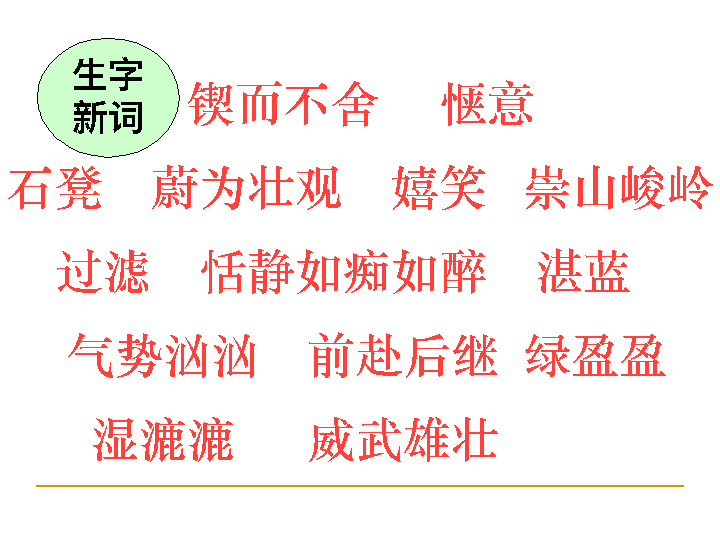 生字
新词
锲而不舍 惬意
石凳 蔚为壮观 嬉笑 崇山峻岭
过滤 恬静如痴如醉 湛蓝
气势汹汹 前赴后继 绿盈盈
湿漉漉 威武雄壮